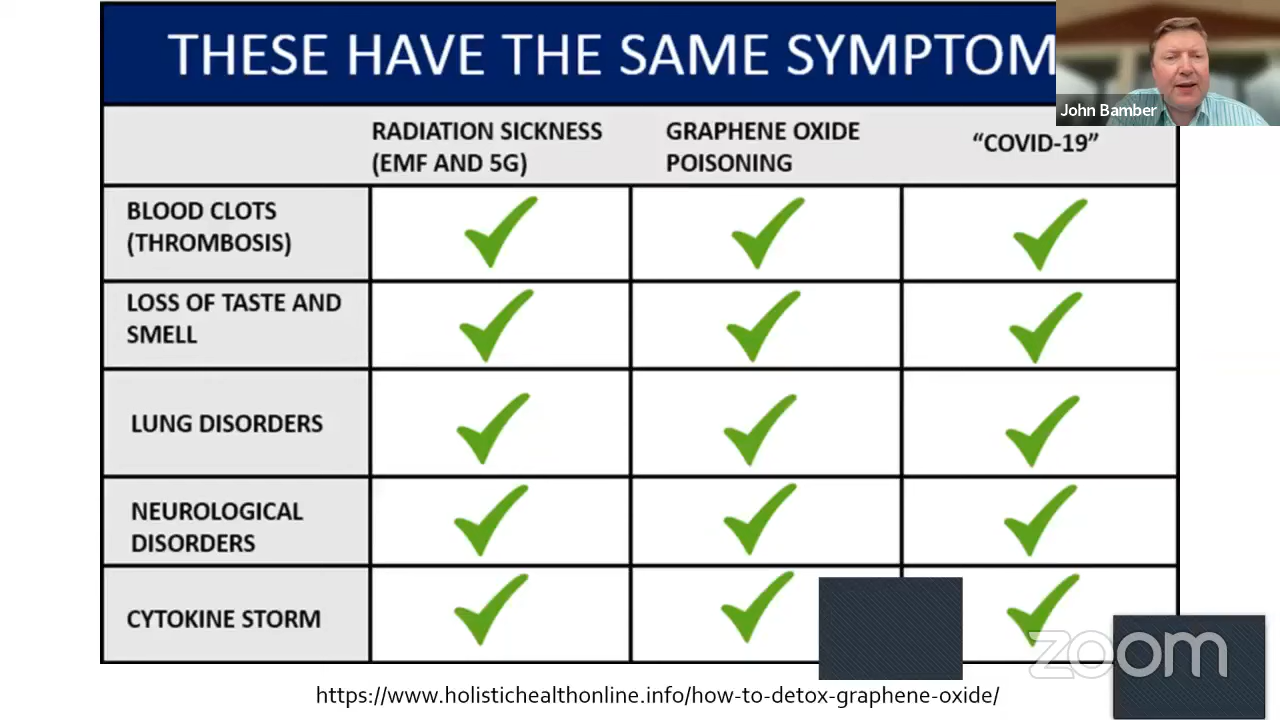 THESE HAVE THE SAME SYMPTOM
John Bamber
RADIATION SICKNESS
(EMF AND 5G)
GRAPHENE OXIDE
POISONING
“COVID-19”
BLOOD CLOTS
(THROMBOSIS)
LOSS OF TASTE AND
SMELL
LUNG DISORDERS
NEUROLOGICAL
DISORDERS
CYTOKINE STORM
zoom
https://www.holistichealthonline.info/how-to-detox-graphene-oxide/